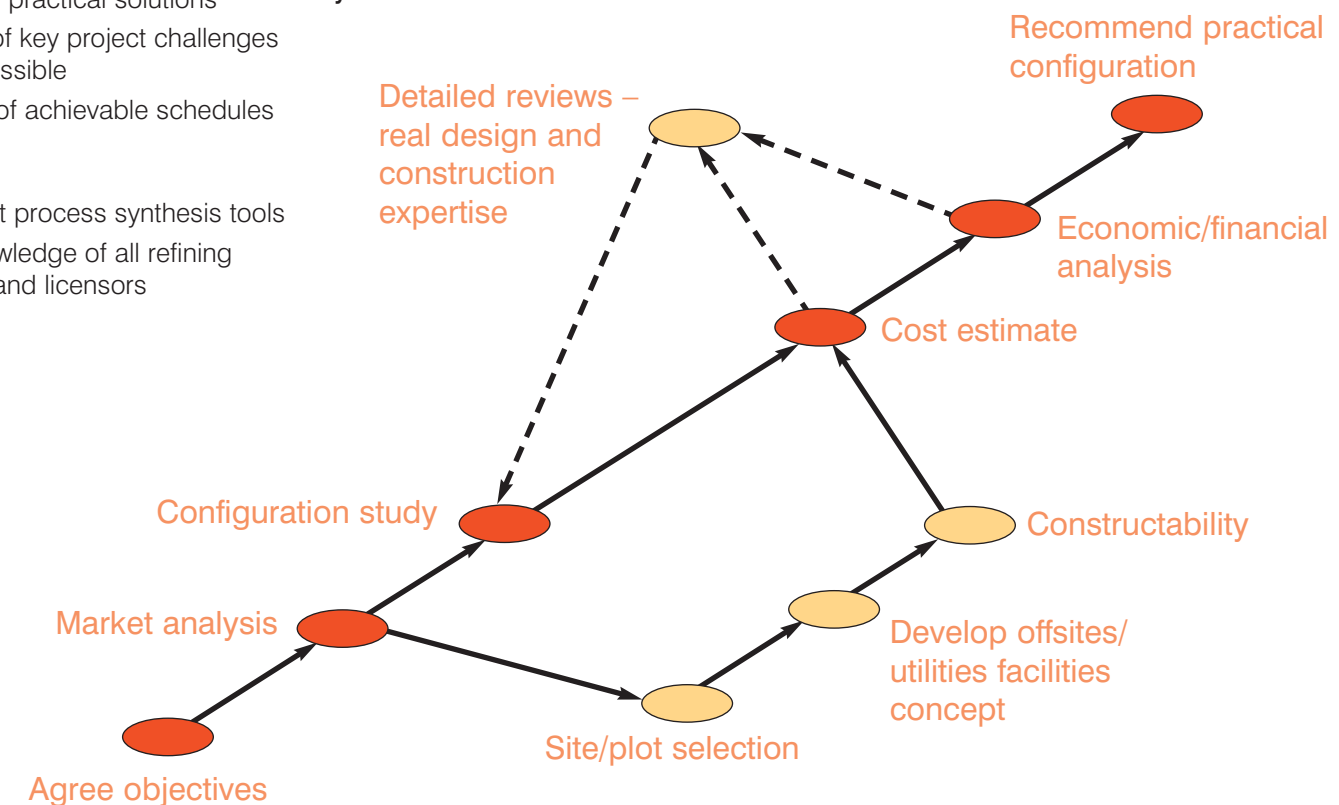 practical solutions
of key project challenges
ssible
of achievable schedules
t process synthesis tools
wledge of all refining
and licensors
Recommend practical
configuration
Detailed reviews –
real design and
construction
expertise
Economic/financial
analysis
Cost estimate
Configuration study
Constructability
Market analysis
Develop offsites/
utilities facilities
concept
Site/plot selection
Agree objectives